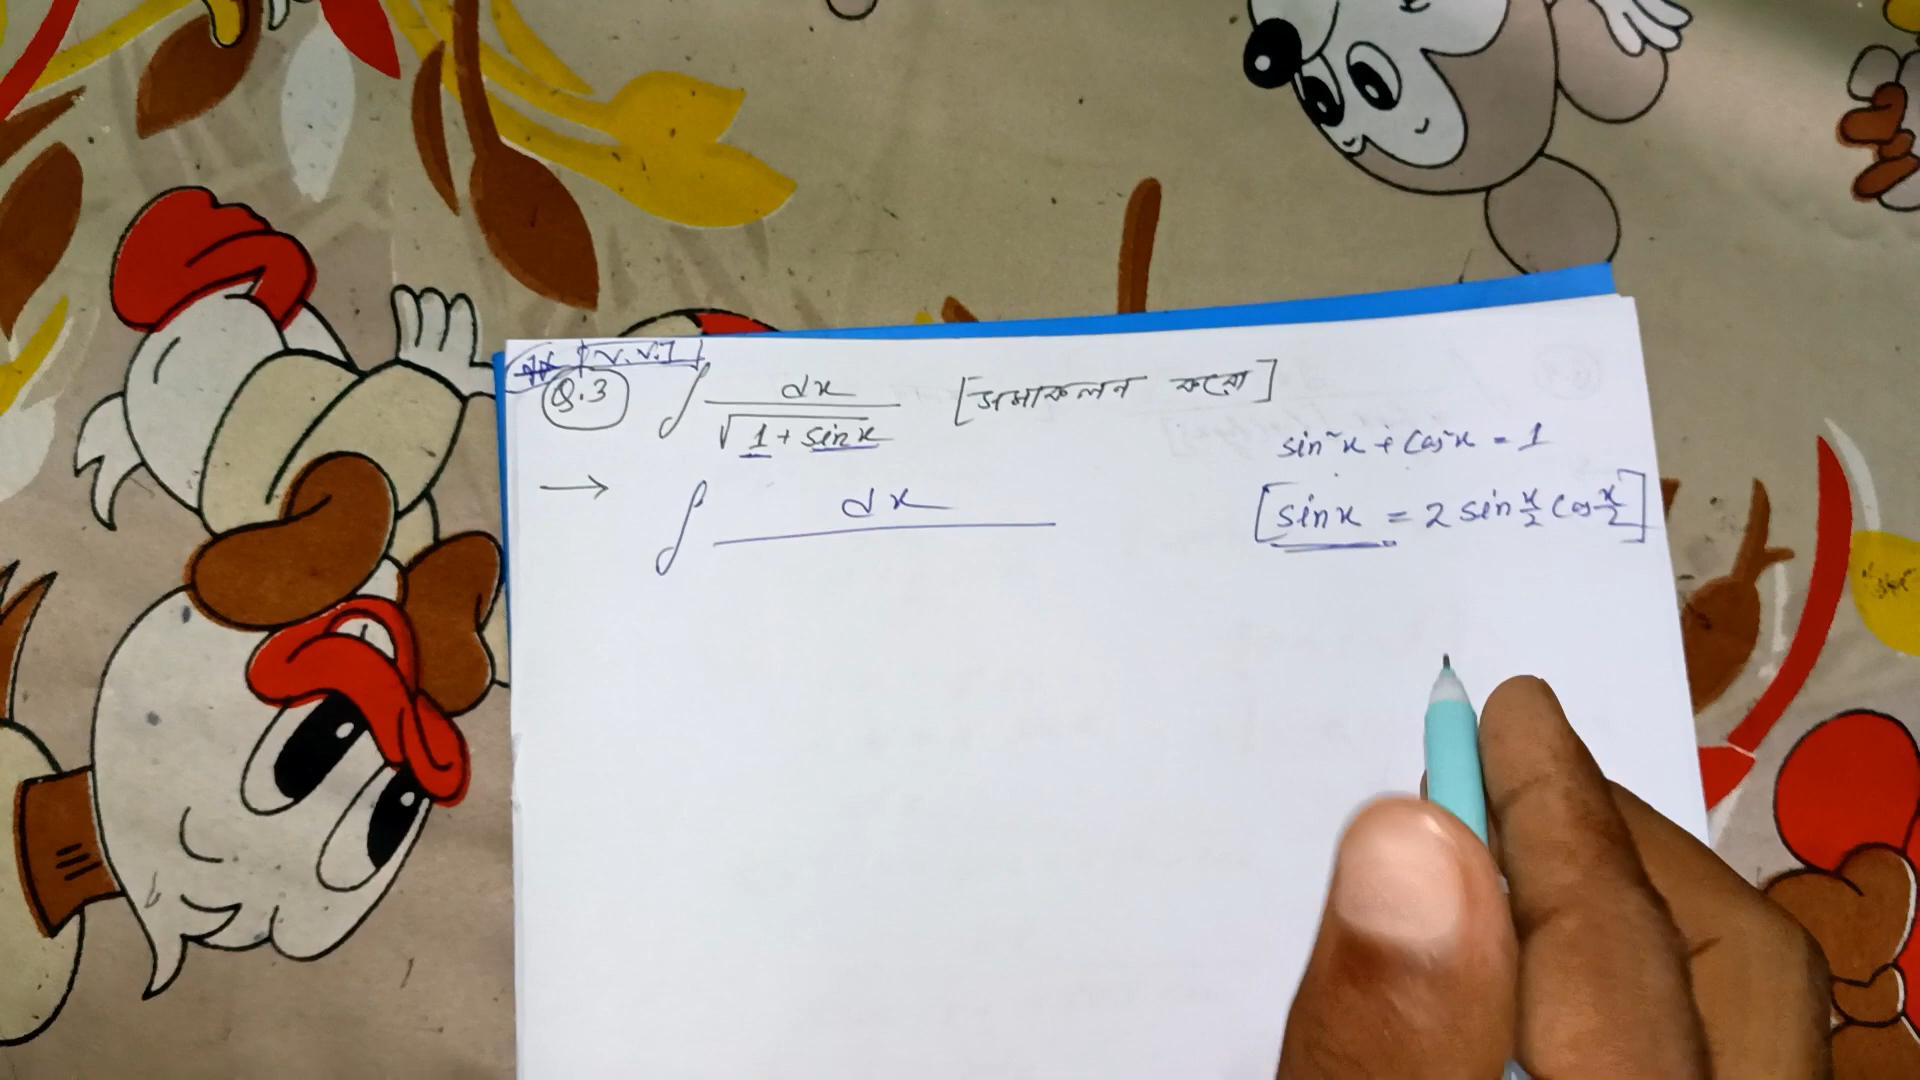 [V.V.I]
Q.3 ∫ dx / √(1 + sin x) [সমাকলন করো]
sin²x + cos²x = 1
→ ∫ dx
[sin x = 2 sin x/2 cos x/2]